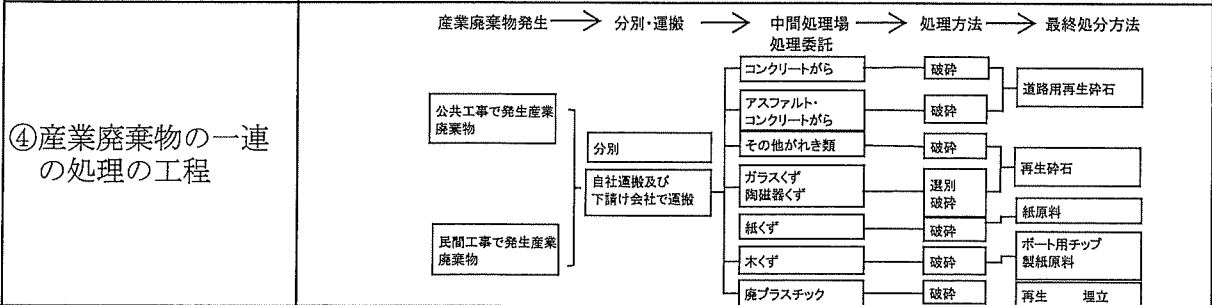 産業廃棄物発生 → 分別・運搬 → 中間処理場 → 処理方法 → 最終処分方法
処理委託
④産業廃棄物の一連
の処理の工程
公共工事で発生産業
廃棄物
民間工事で発生産業
廃棄物
分別
自社運搬及び
下請け会社で運搬
コンクリートがら
アスファルト・
コンクリートがら
その他がれき類
ガラスくず
陶磁器くず
紙くず
木くず
廃プラスチック
破砕
破砕
破砕
選別
破砕
破砕
破砕
破砕
道路用再生砕石
再生砕石
紙原料
ボート用チップ
製紙原料
再生 埋立